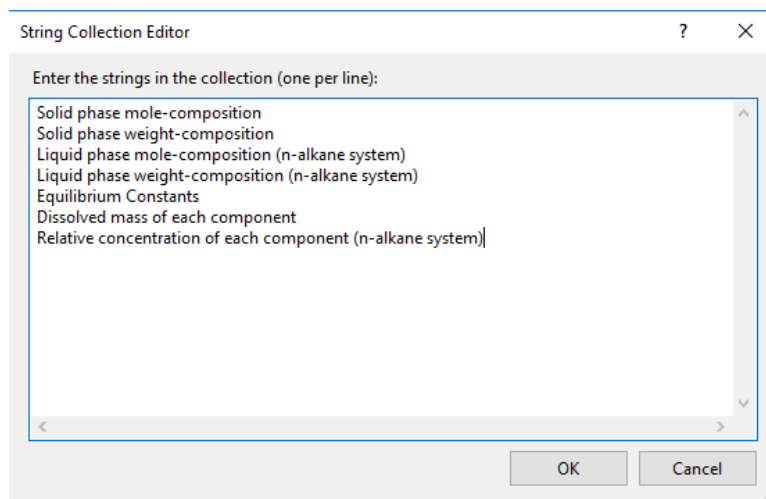 String Collection Editor ?
Enter the strings in the collection (one per line):
Solid phase mole-composition
Solid phase weight-composition
Liquid phase mole-composition (n-alkane system)
Liquid phase weight-composition (n-alkane system)
Equilibrium Constants
Dissolved mass of each component
Relative concentration of each component (n-alkane system)
OK Cancel